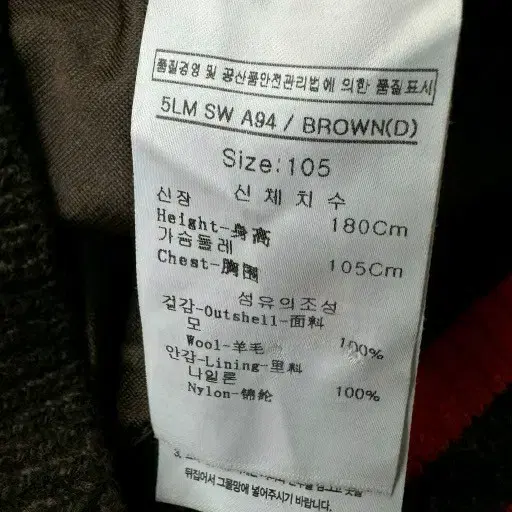 품질경영 및 공산품안전관리법에 의한 품질표시
5LM SW A94 / BROWN(D)
Size:105
신장 신체치수
Height-身高 180Cm
가슴둘레
Chest-胸围 105Cm
섬유의조성
겉감-Outshell-面料
모
Wool-羊毛 100%
안감-Lining-里料
나일론
Nylon-锦纶 100%
뒤집어서 그물망에 넣어주시기 바랍니다.